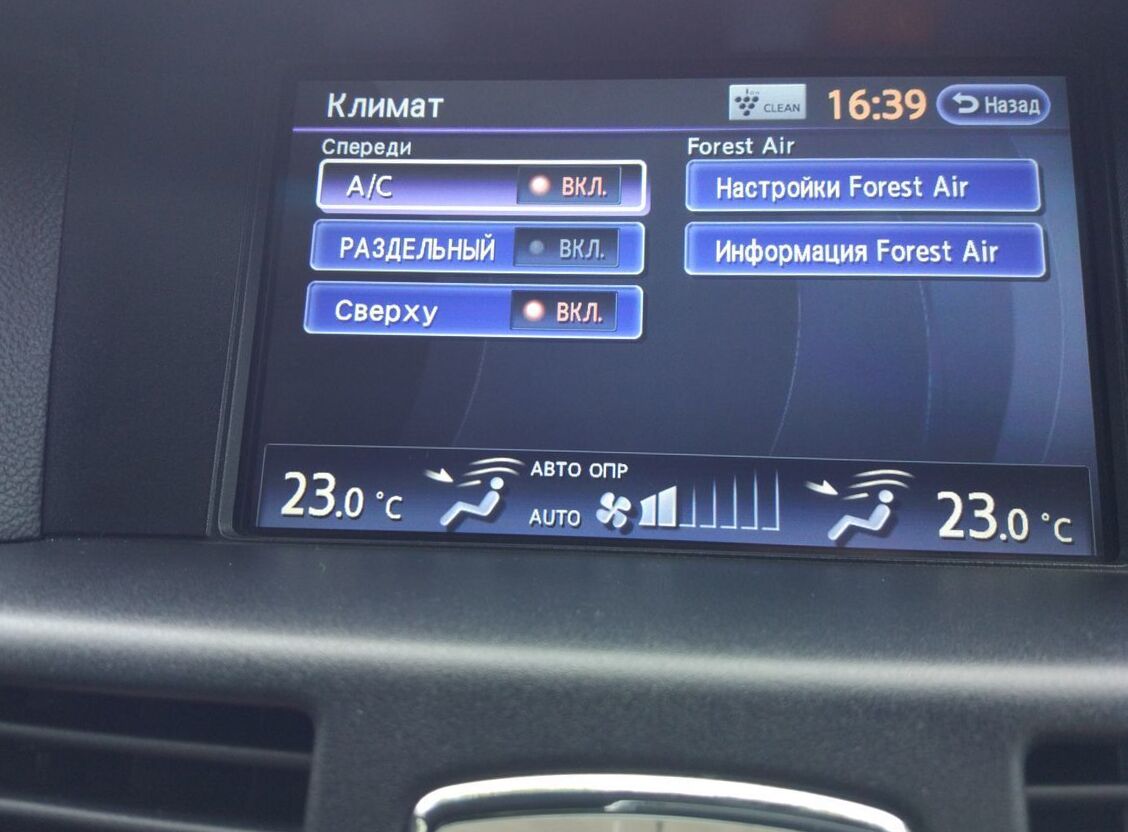 Климат
ION CLEAN
16:39
Назад
Спереди
Forest Air
A/C ВКЛ.
Настройки Forest Air
РАЗДЕЛЬНЫЙ ВКЛ.
Информация Forest Air
Сверху ВКЛ.
23.0 °C
АВТО ОПР
AUTO
23.0 °C